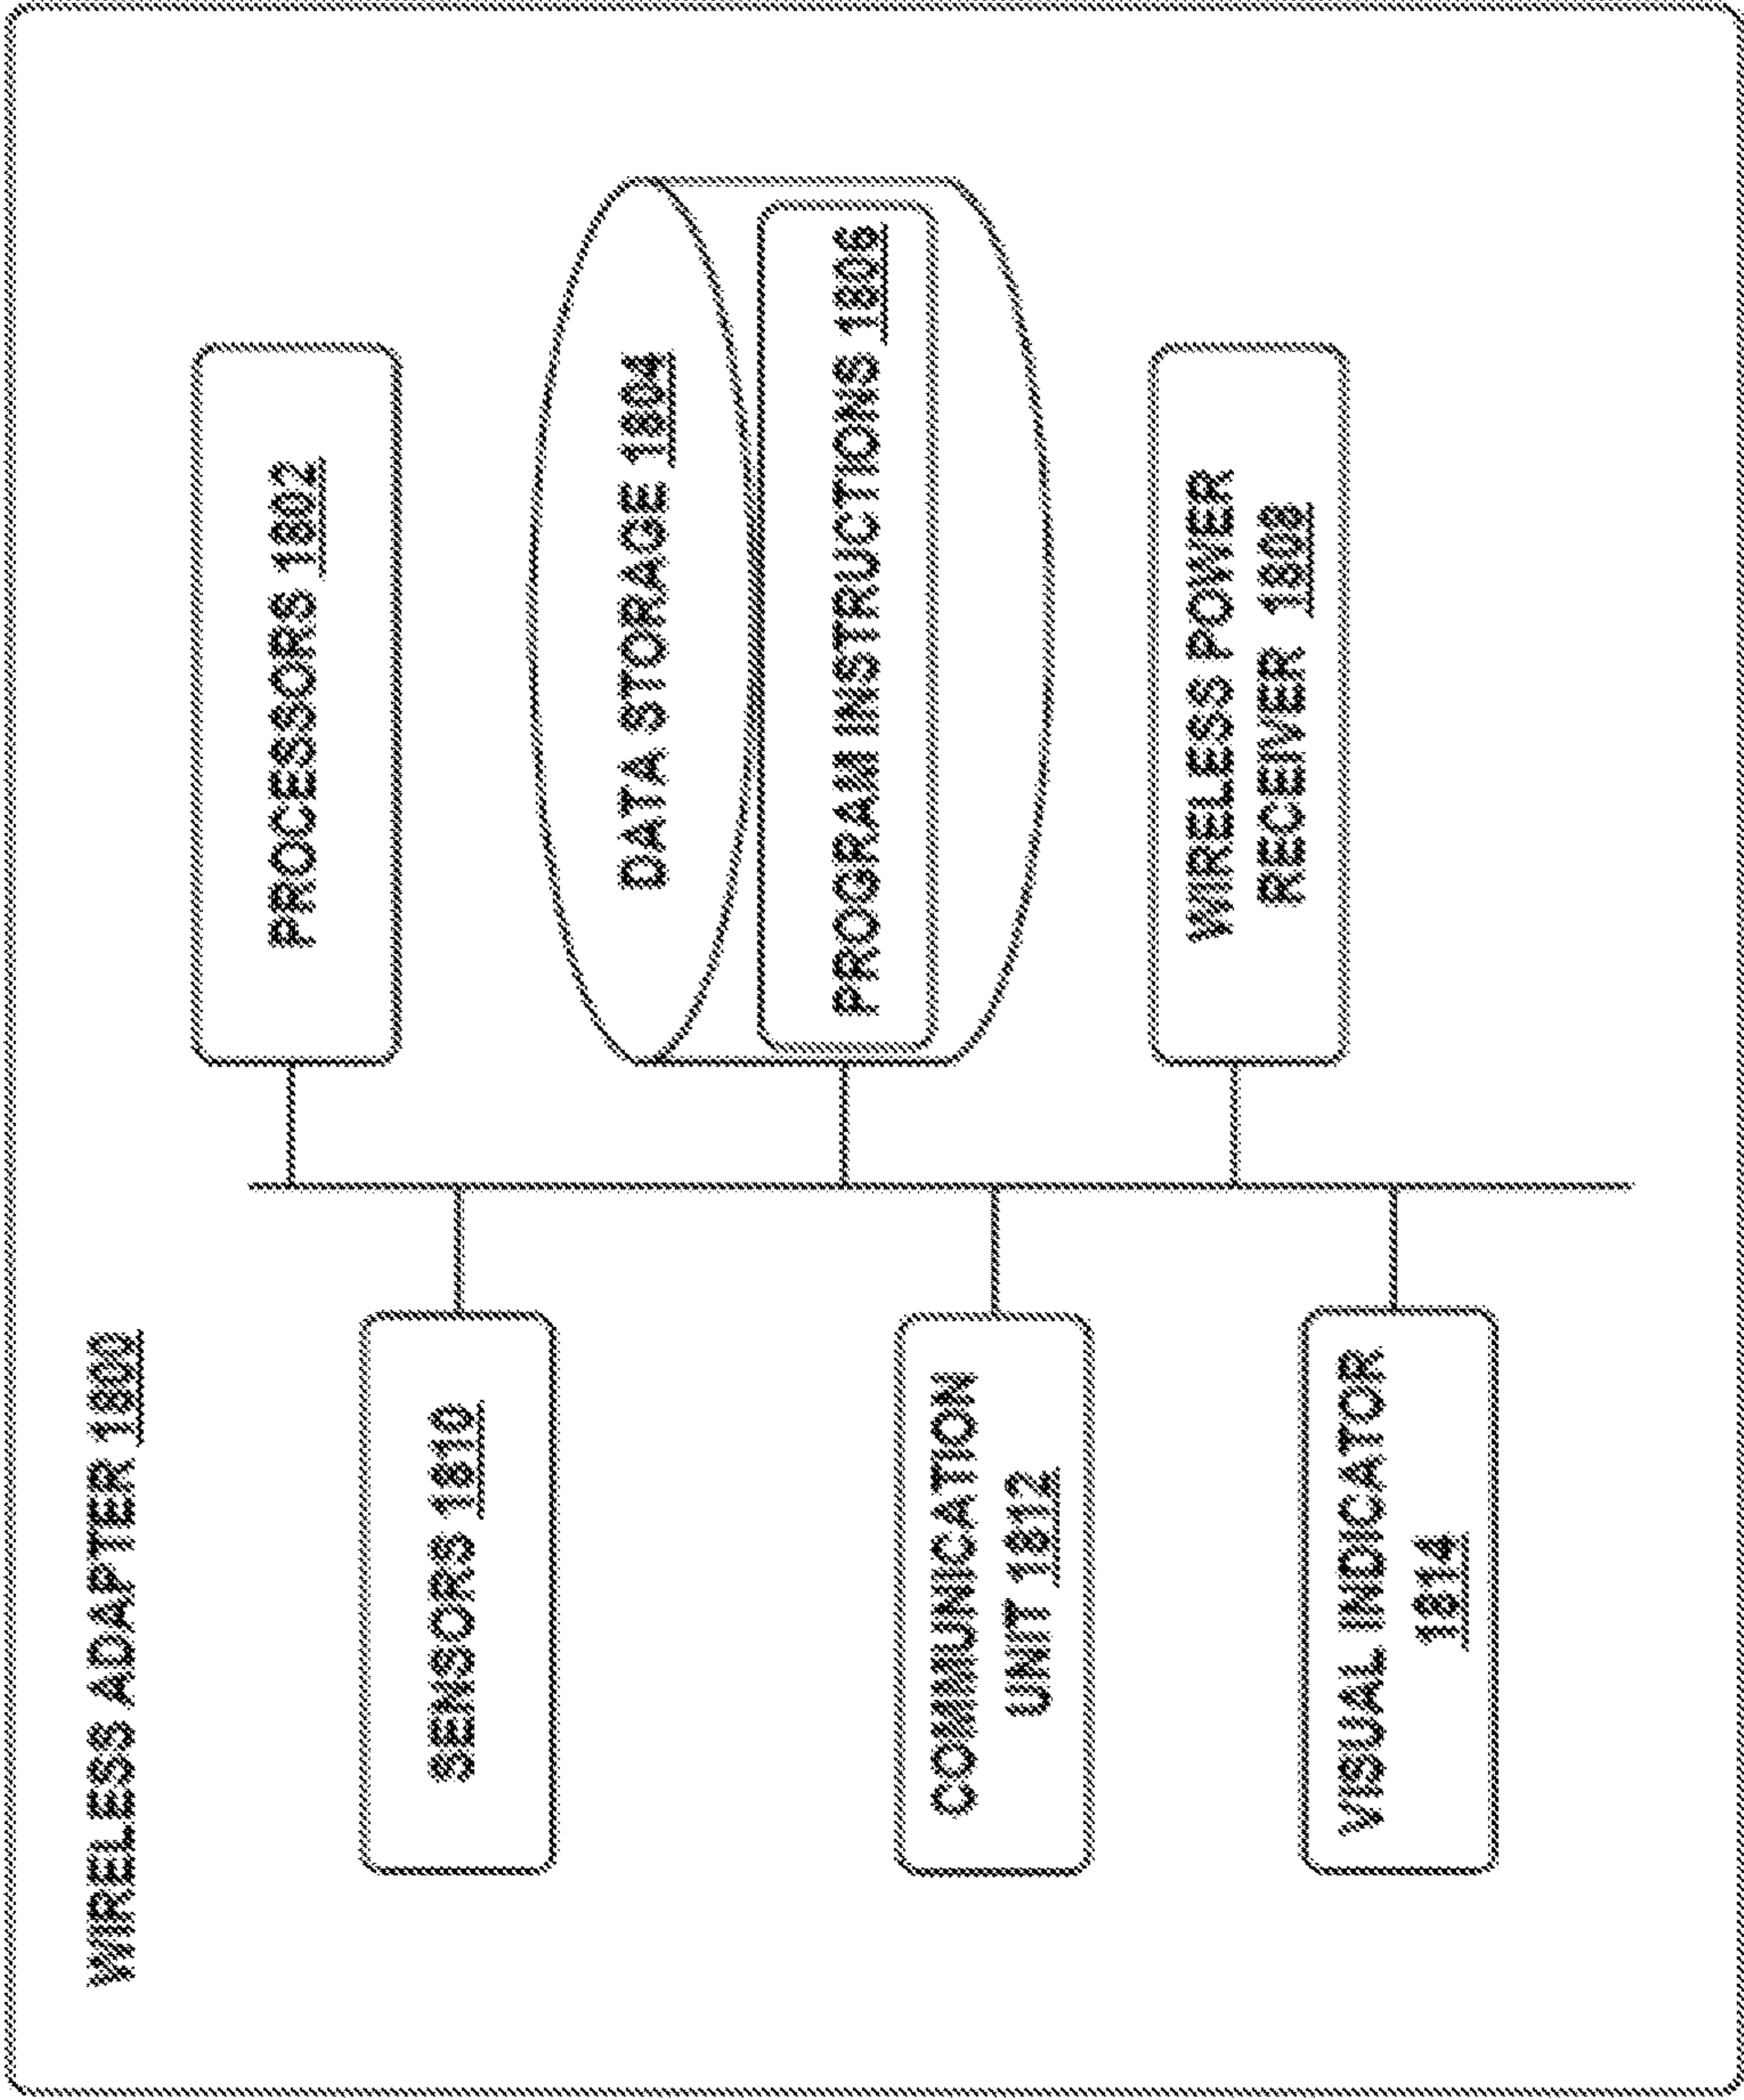 WIRELESS ADAPTER 1800
PROCESSORS 1802
SENSORS 1810
DATA STORAGE 1804
PROGRAM INSTRUCTIONS 1806
COMMUNICATION
UNIT 1812
WIRELESS POWER
RECEIVER 1808
VISUAL INDICATOR
1814